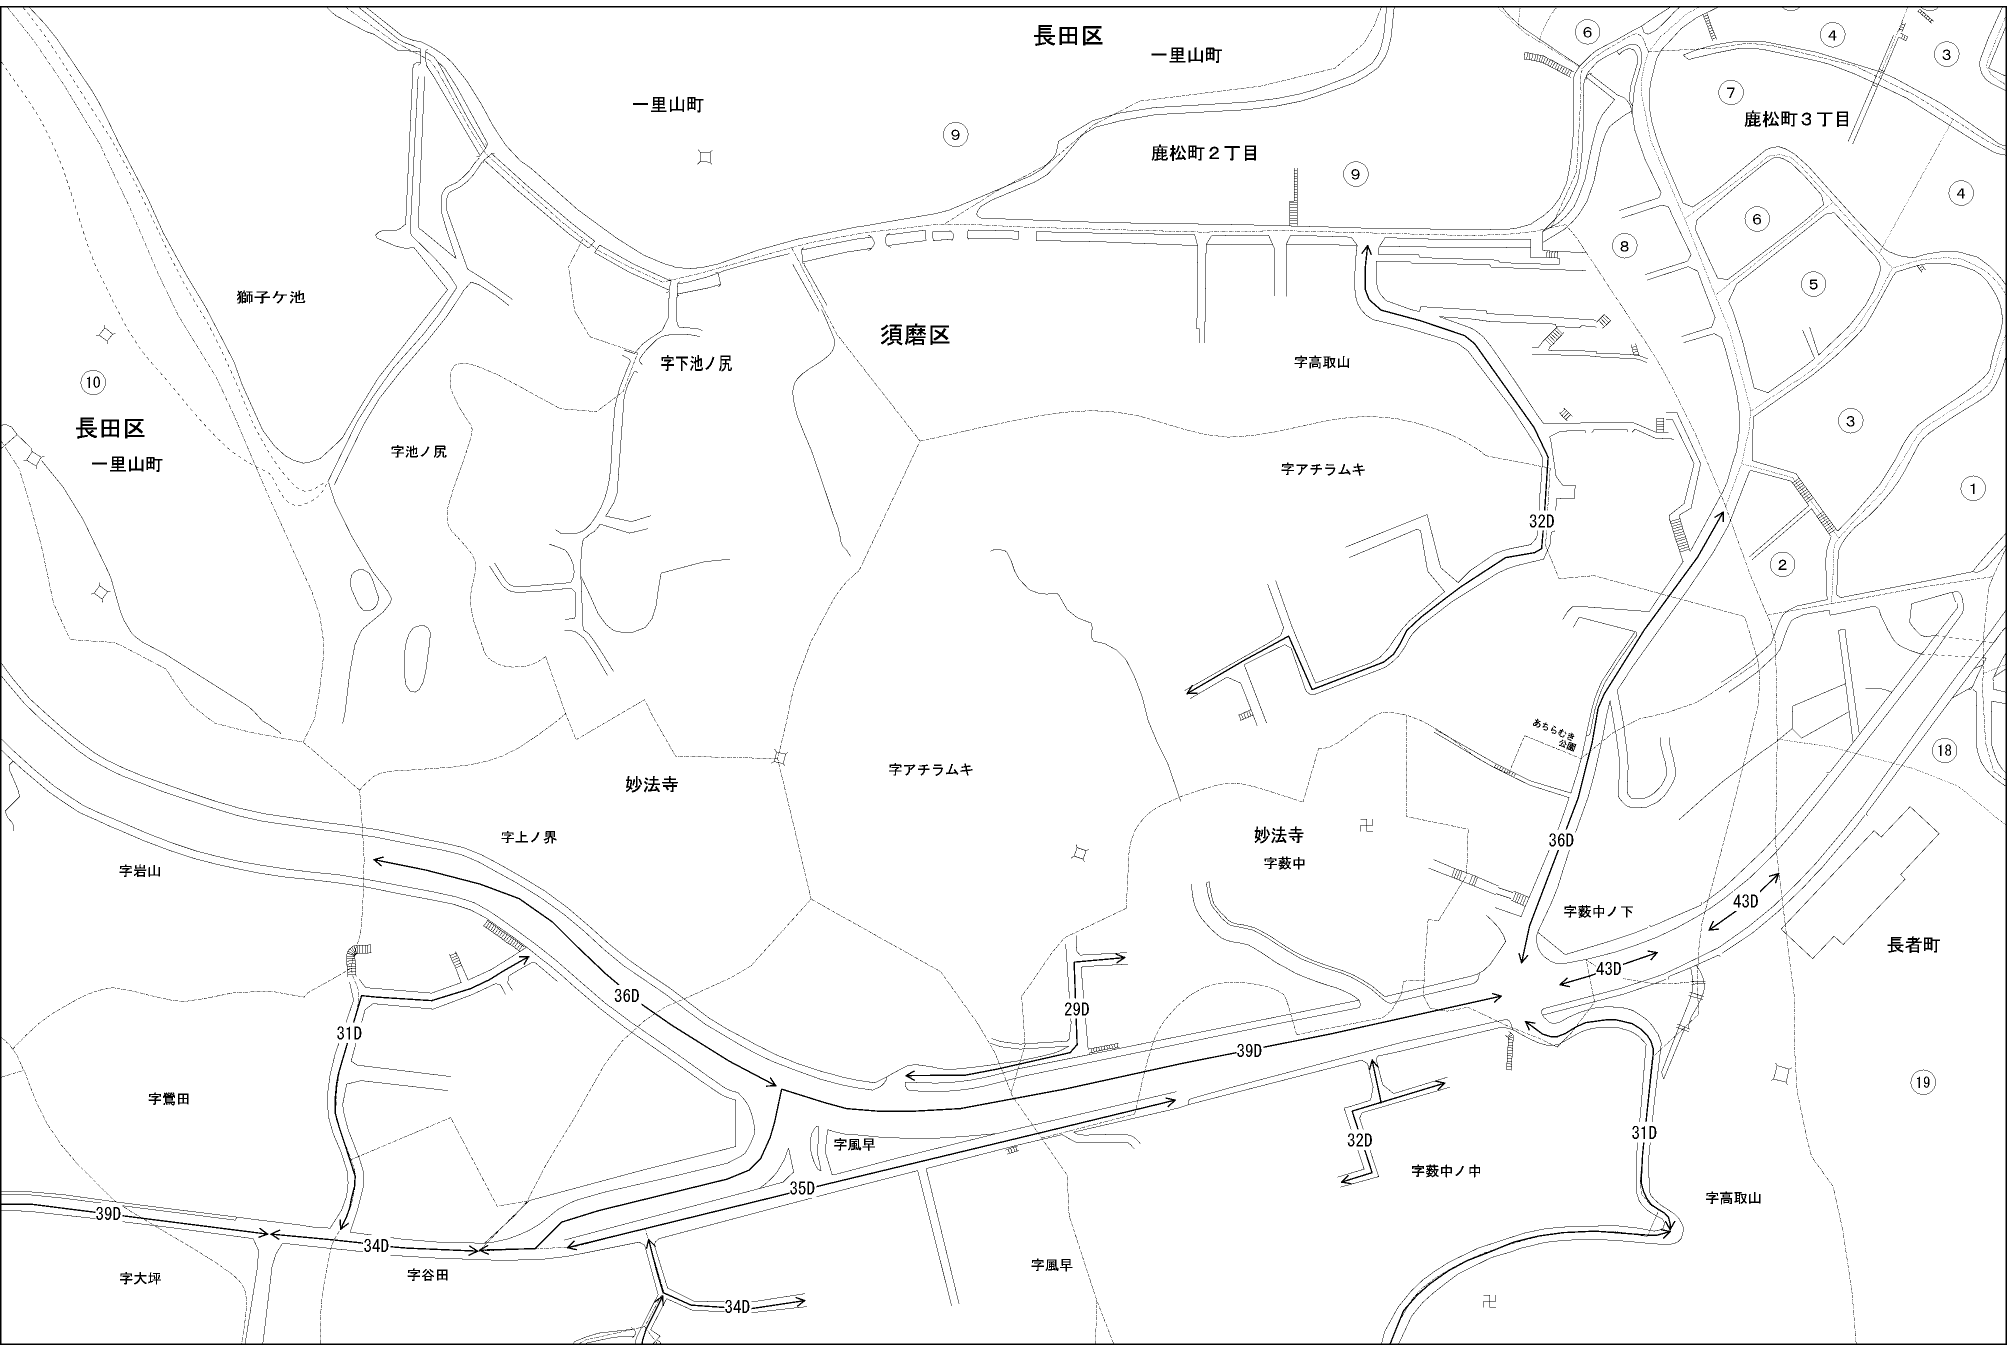 長田区
一里山町
一里山町
⑨
鹿松町２丁目
⑨
⑥
④
③
⑦
鹿松町３丁目
④
⑥
⑧
⑤
③
①
②
獅子ケ池
⑩
長田区
一里山町
須磨区
字下池ノ尻
字高取山
字池ノ尻
字アチラムキ
32D
あちらむき
公園
⑱
字アチラムキ
妙法寺
字上ノ界
字岩山
妙法寺
字薮中
36D
字薮中ノ下
43D
長者町
43D
36D
29D
31D
39D
字鶯田
⑲
字風早
32D
31D
字薮中ノ中
35D
字高取山
39D
34D
字大坪
字谷田
字風早
34D